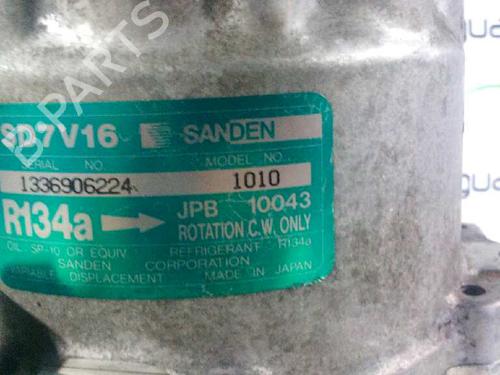 SD7V16 SANDEN
SERIAL NO. MODEL NO.
1336906224 1010
R134a JPB 10043
ROTATION C.W. ONLY
OIL SP-10 OR EQUIV REFRIGERANT R134a
SANDEN CORPORATION
VARIABLE DISPLACEMENT MADE IN JAPAN
B PARTS